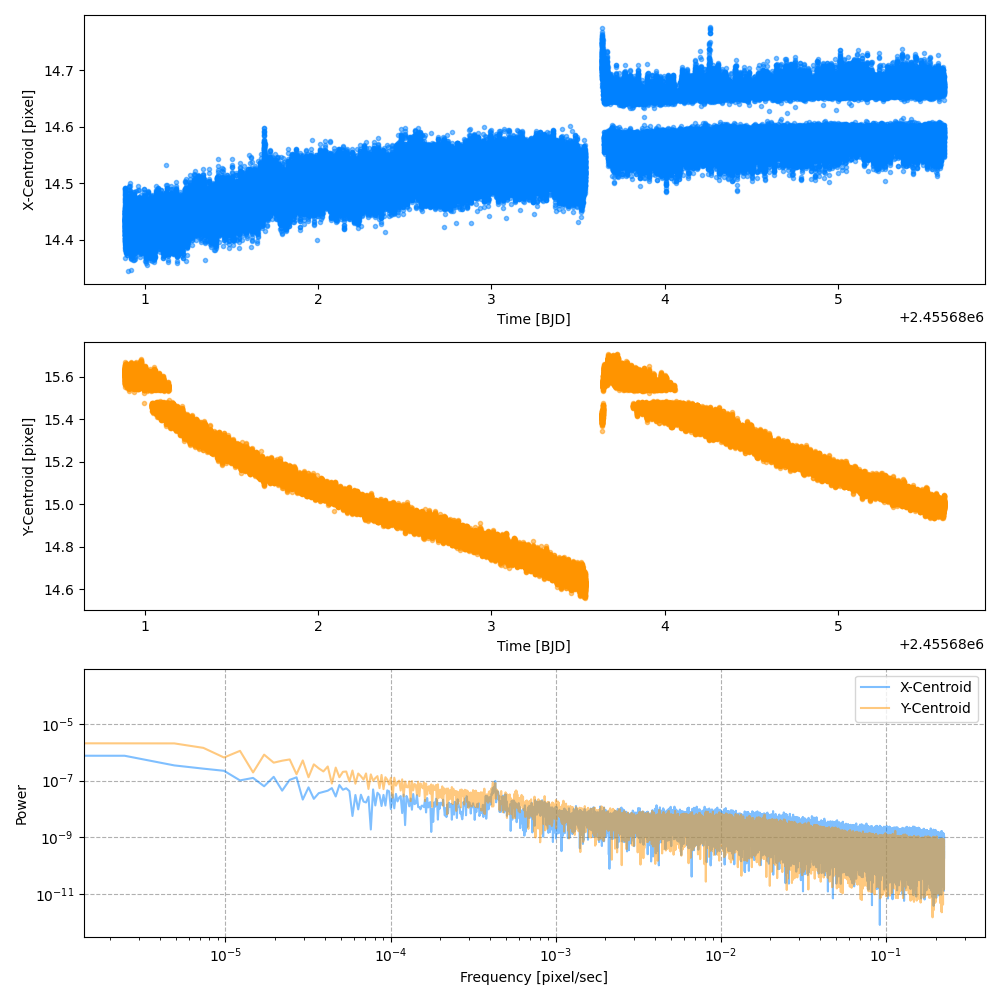 14.7
14.6
14.5
14.4
X-Centroid [pixel]
1 2 3 4 5
Time [BJD]
+2.45568e6
15.6
15.4
15.2
15.0
14.8
14.6
Y-Centroid [pixel]
1 2 3 4 5
Time [BJD]
+2.45568e6
X-Centroid
Y-Centroid
10⁻⁵
10⁻⁷
10⁻⁹
10⁻¹¹
Power
10⁻⁵ 10⁻⁴ 10⁻³ 10⁻² 10⁻¹
Frequency [pixel/sec]